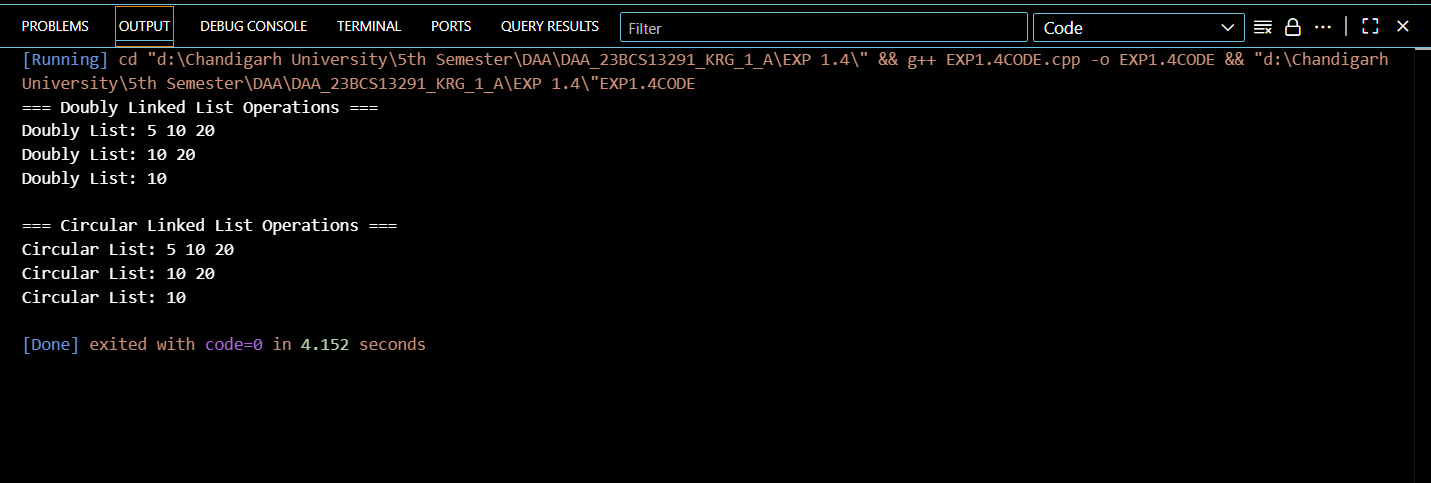 PROBLEMS OUTPUT DEBUG CONSOLE TERMINAL PORTS QUERY RESULTS Filter Code
[Running] cd "d:\Chandigarh University\5th Semester\DAA\DAA_23BCS13291_KRG_1_A\EXP 1.4\" && g++ EXP1.4CODE.cpp -o EXP1.4CODE && "d:\Chandigarh
University\5th Semester\DAA\DAA_23BCS13291_KRG_1_A\EXP 1.4\"EXP1.4CODE
=== Doubly Linked List Operations ===
Doubly List: 5 10 20
Doubly List: 10 20
Doubly List: 10
=== Circular Linked List Operations ===
Circular List: 5 10 20
Circular List: 10 20
Circular List: 10
[Done] exited with code=0 in 4.152 seconds